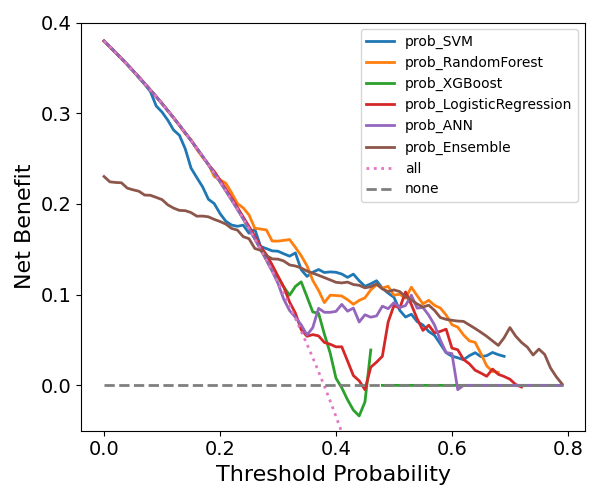 0.4
0.3
0.2
0.1
0.0
Net Benefit
prob_SVM
prob_RandomForest
prob_XGBoost
prob_LogisticRegression
prob_ANN
prob_Ensemble
all
none
0.0 0.2 0.4 0.6 0.8
Threshold Probability